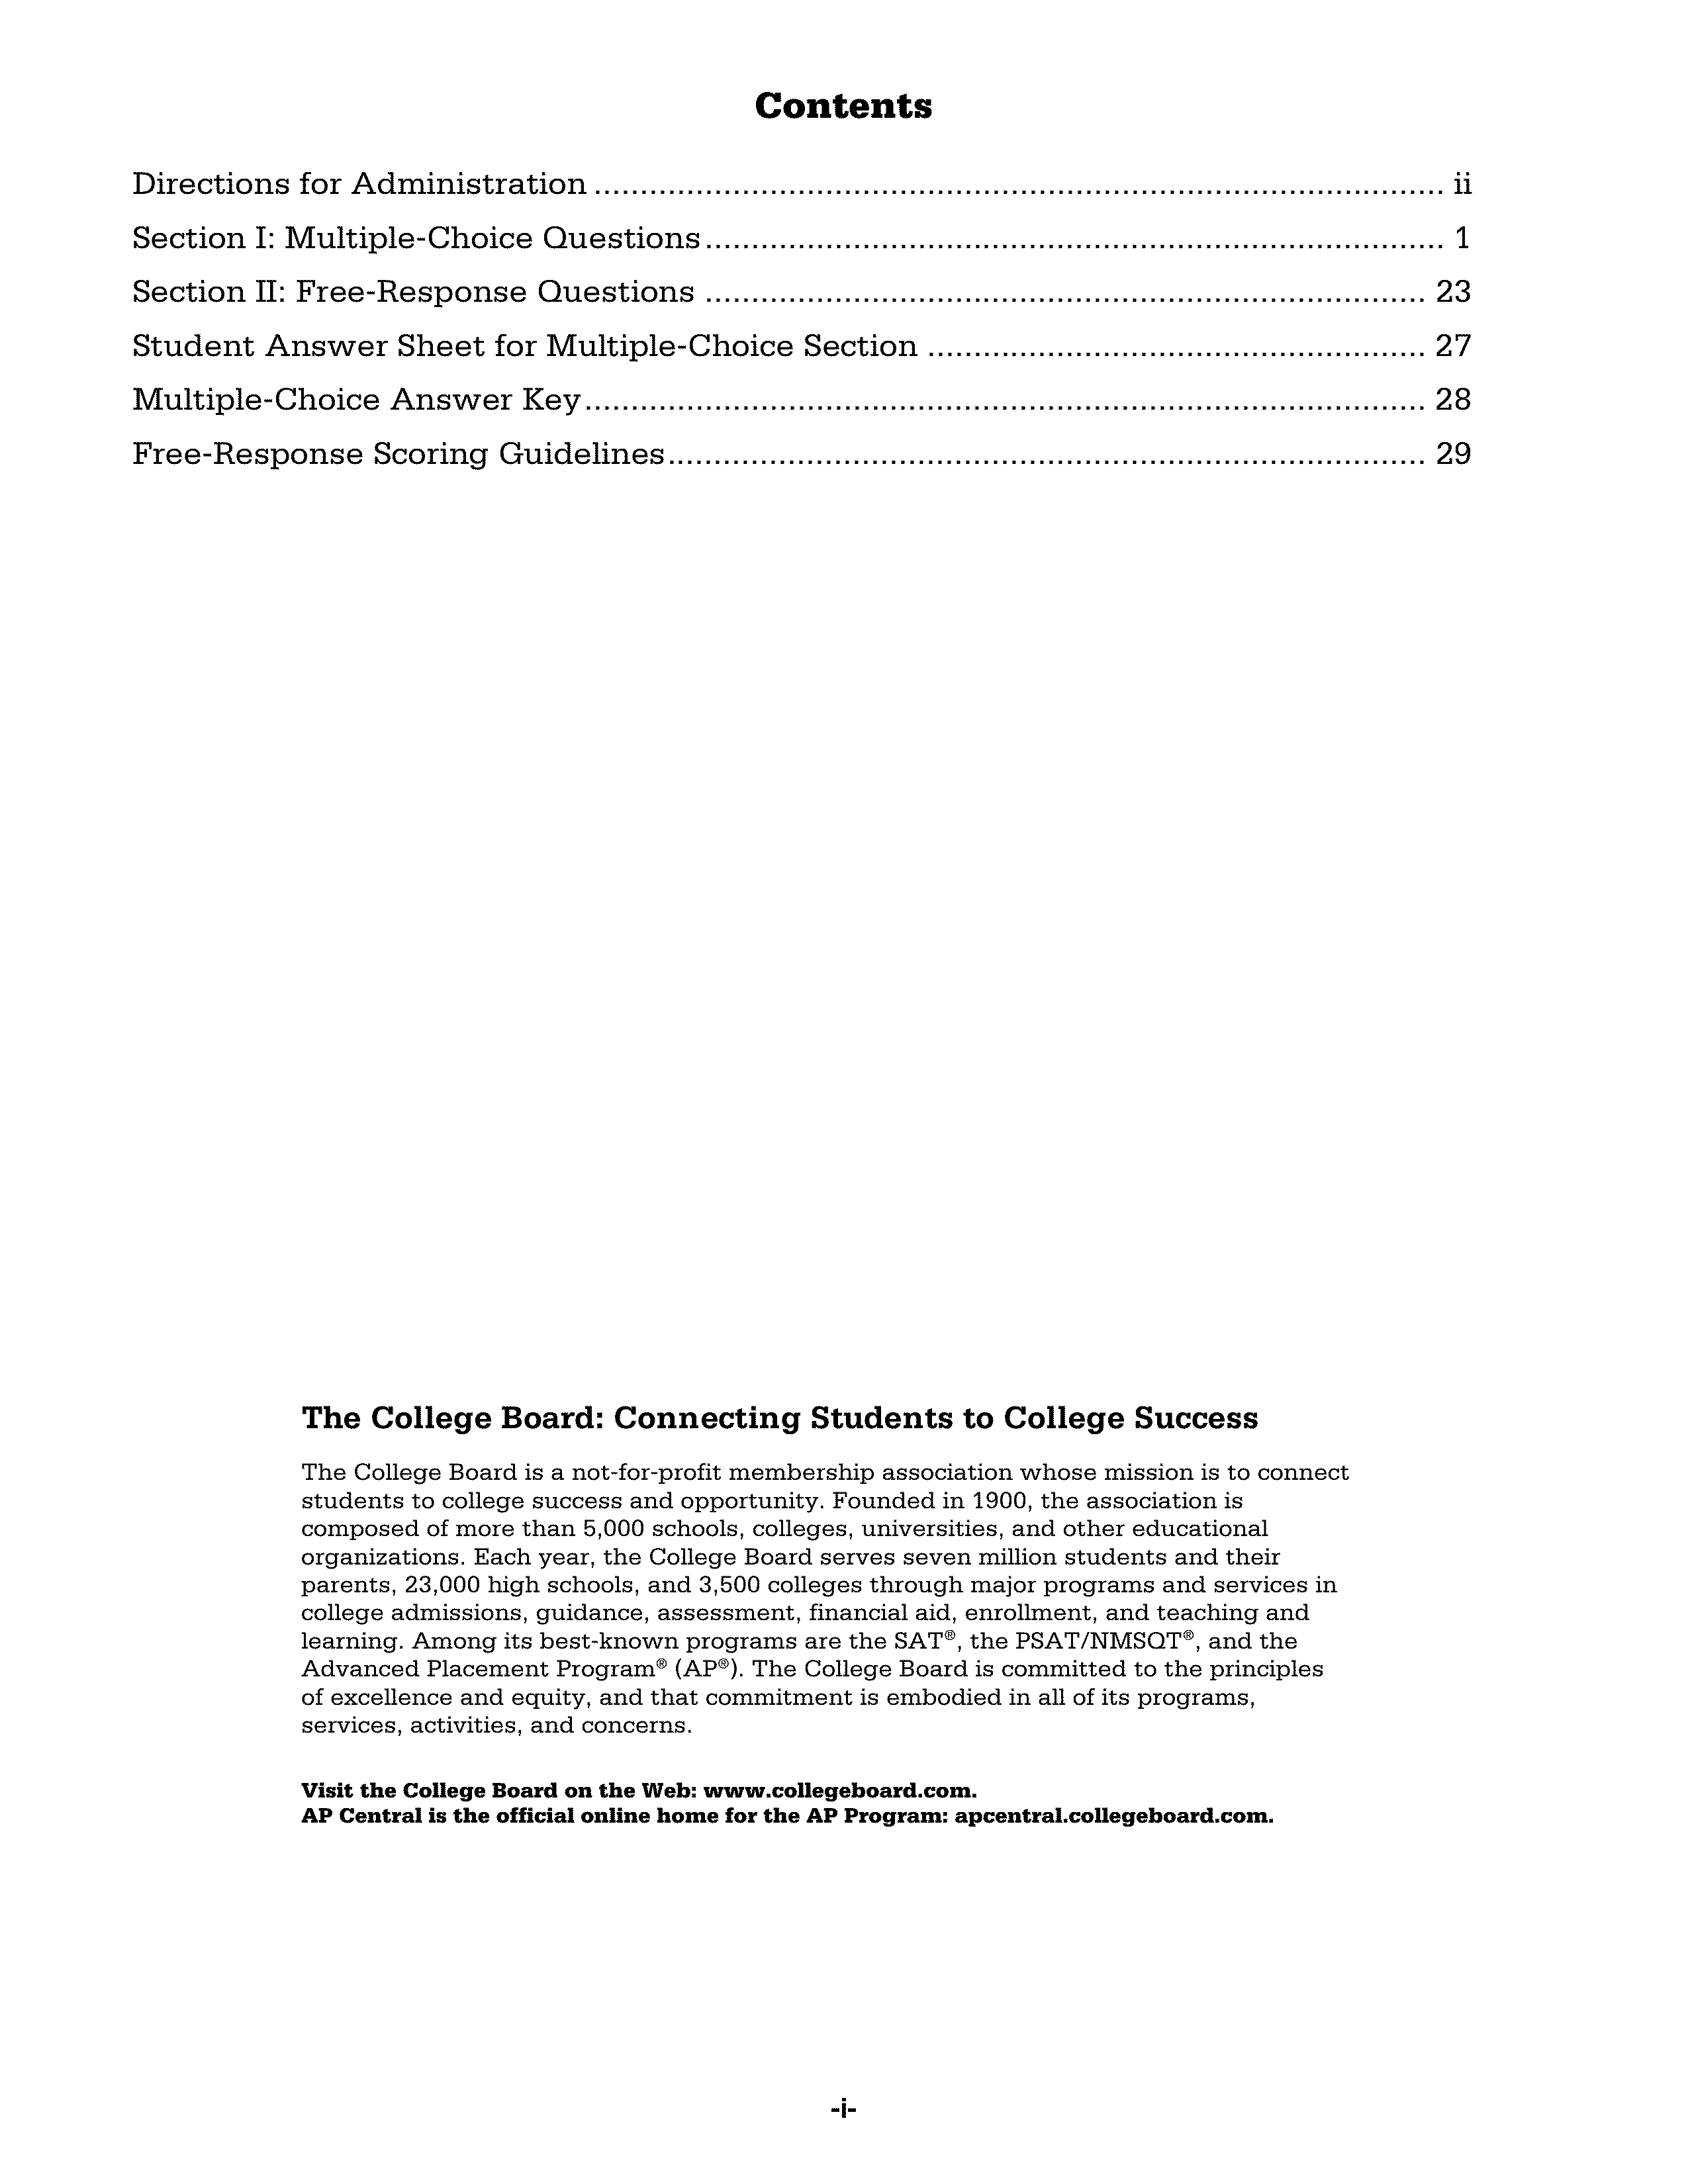 Contents
Directions for Administration ............................................................................................ ii
Section I: Multiple-Choice Questions ................................................................................ 1
Section II: Free-Response Questions .............................................................................. 23
Student Answer Sheet for Multiple-Choice Section ...................................................... 27
Multiple-Choice Answer Key ........................................................................................... 28
Free-Response Scoring Guidelines .................................................................................. 29
The College Board: Connecting Students to College Success
The College Board is a not-for-profit membership association whose mission is to connect
students to college success and opportunity. Founded in 1900, the association is
composed of more than 5,000 schools, colleges, universities, and other educational
organizations. Each year, the College Board serves seven million students and their
parents, 23,000 high schools, and 3,500 colleges through major programs and services in
college admissions, guidance, assessment, financial aid, enrollment, and teaching and
learning. Among its best-known programs are the SAT®, the PSAT/NMSQT®, and the
Advanced Placement Program® (AP®). The College Board is committed to the principles
of excellence and equity, and that commitment is embodied in all of its programs,
services, activities, and concerns.
Visit the College Board on the Web: www.collegeboard.com.
AP Central is the official online home for the AP Program: apcentral.collegeboard.com.
-i-